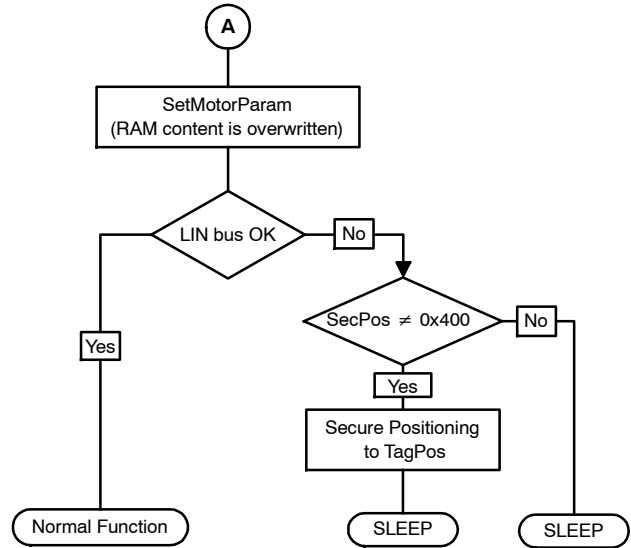 A
SetMotorParam
(RAM content is overwritten)
LIN bus OK
No
SecPos ≠ 0x400
No
Yes
Yes
Secure Positioning
to TagPos
Normal Function
SLEEP
SLEEP